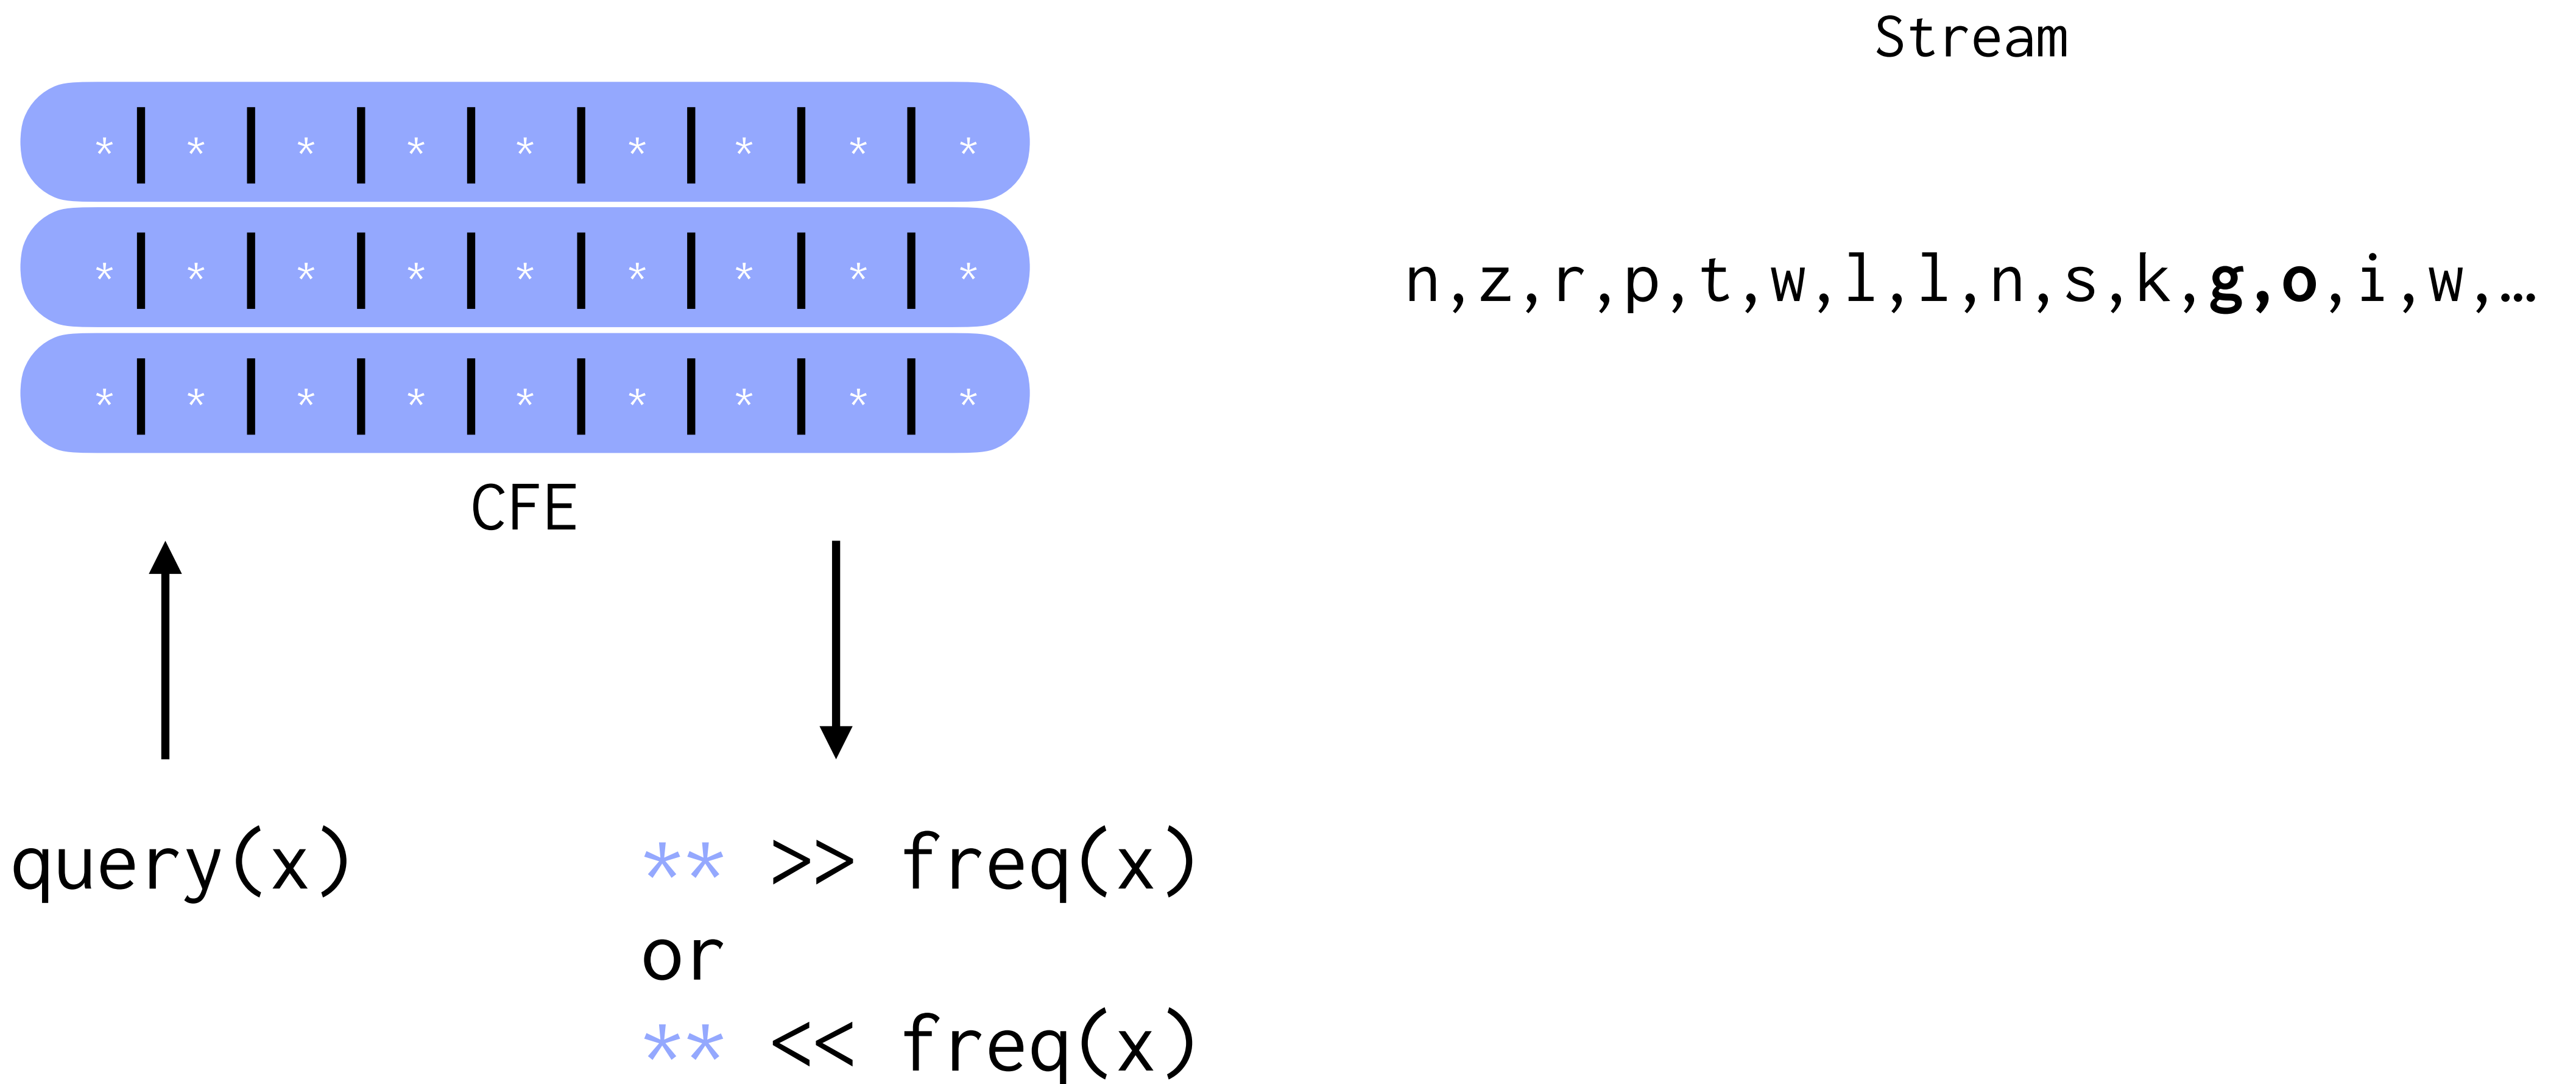 Stream
* | * | * | * | * | * | * | * | *
* | * | * | * | * | * | * | * | *
n,z,r,p,t,w,l,l,n,s,k,g,o,i,w,…
* | * | * | * | * | * | * | * | *
CFE
query(x)
** >> freq(x)
or
** << freq(x)